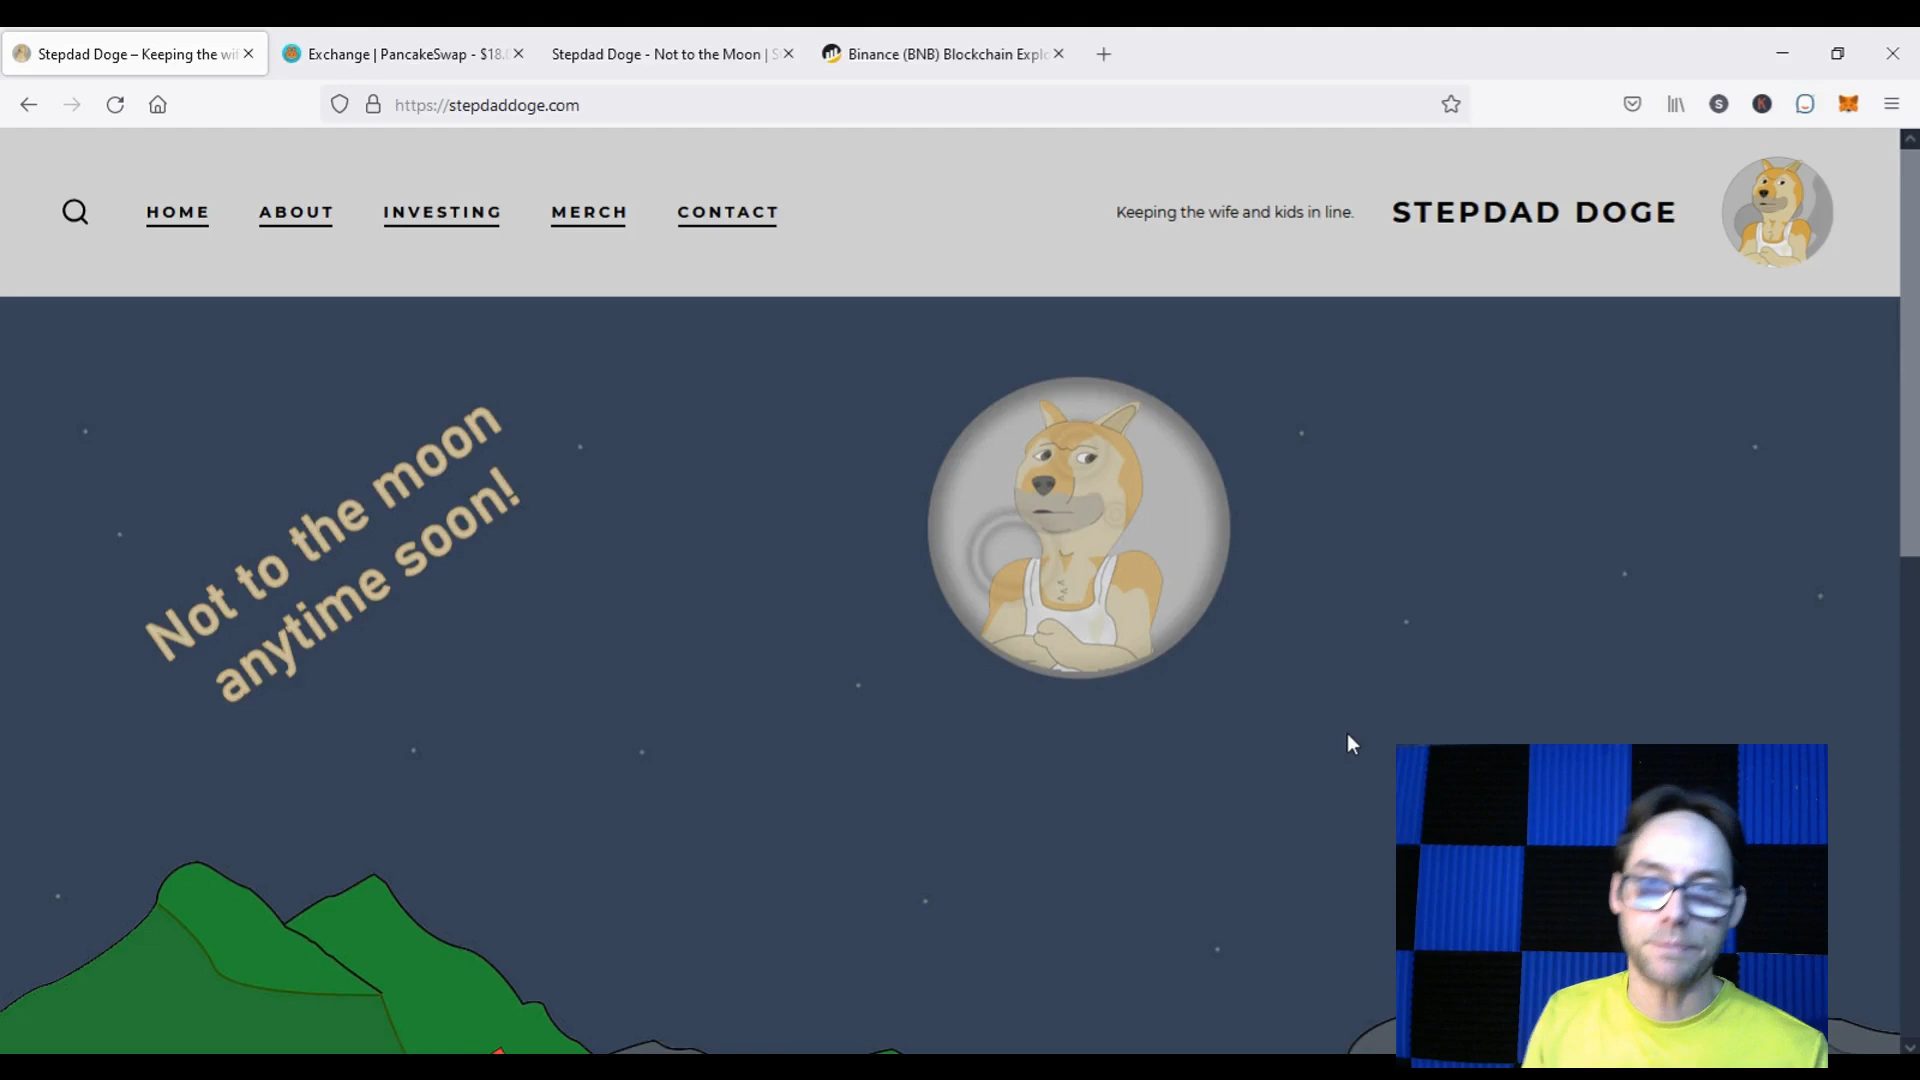 Stepdad Doge – Keeping the wif
Exchange | PancakeSwap - $18.
Stepdad Doge - Not to the Moon |
Binance (BNB) Blockchain Explo
https://stepdaddoge.com
HOME
ABOUT
INVESTING
MERCH
CONTACT
Keeping the wife and kids in line.
STEPDAD DOGE
Not to the moon
anytime soon!